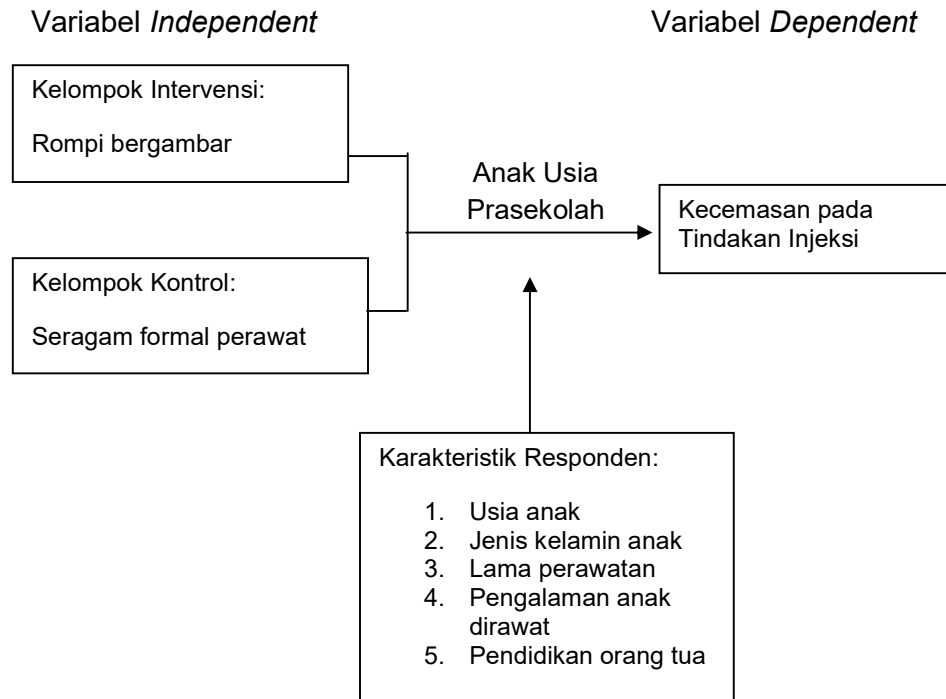 Variabel Independent
Variabel Dependent
Kelompok Intervensi:
Rompi bergambar
Anak Usia
Prasekolah
Kecemasan pada
Tindakan Injeksi
Kelompok Kontrol:
Seragam formal perawat
Karakteristik Responden:
1. Usia anak
2. Jenis kelamin anak
3. Lama perawatan
4. Pengalaman anak
dirawat
5. Pendidikan orang tua